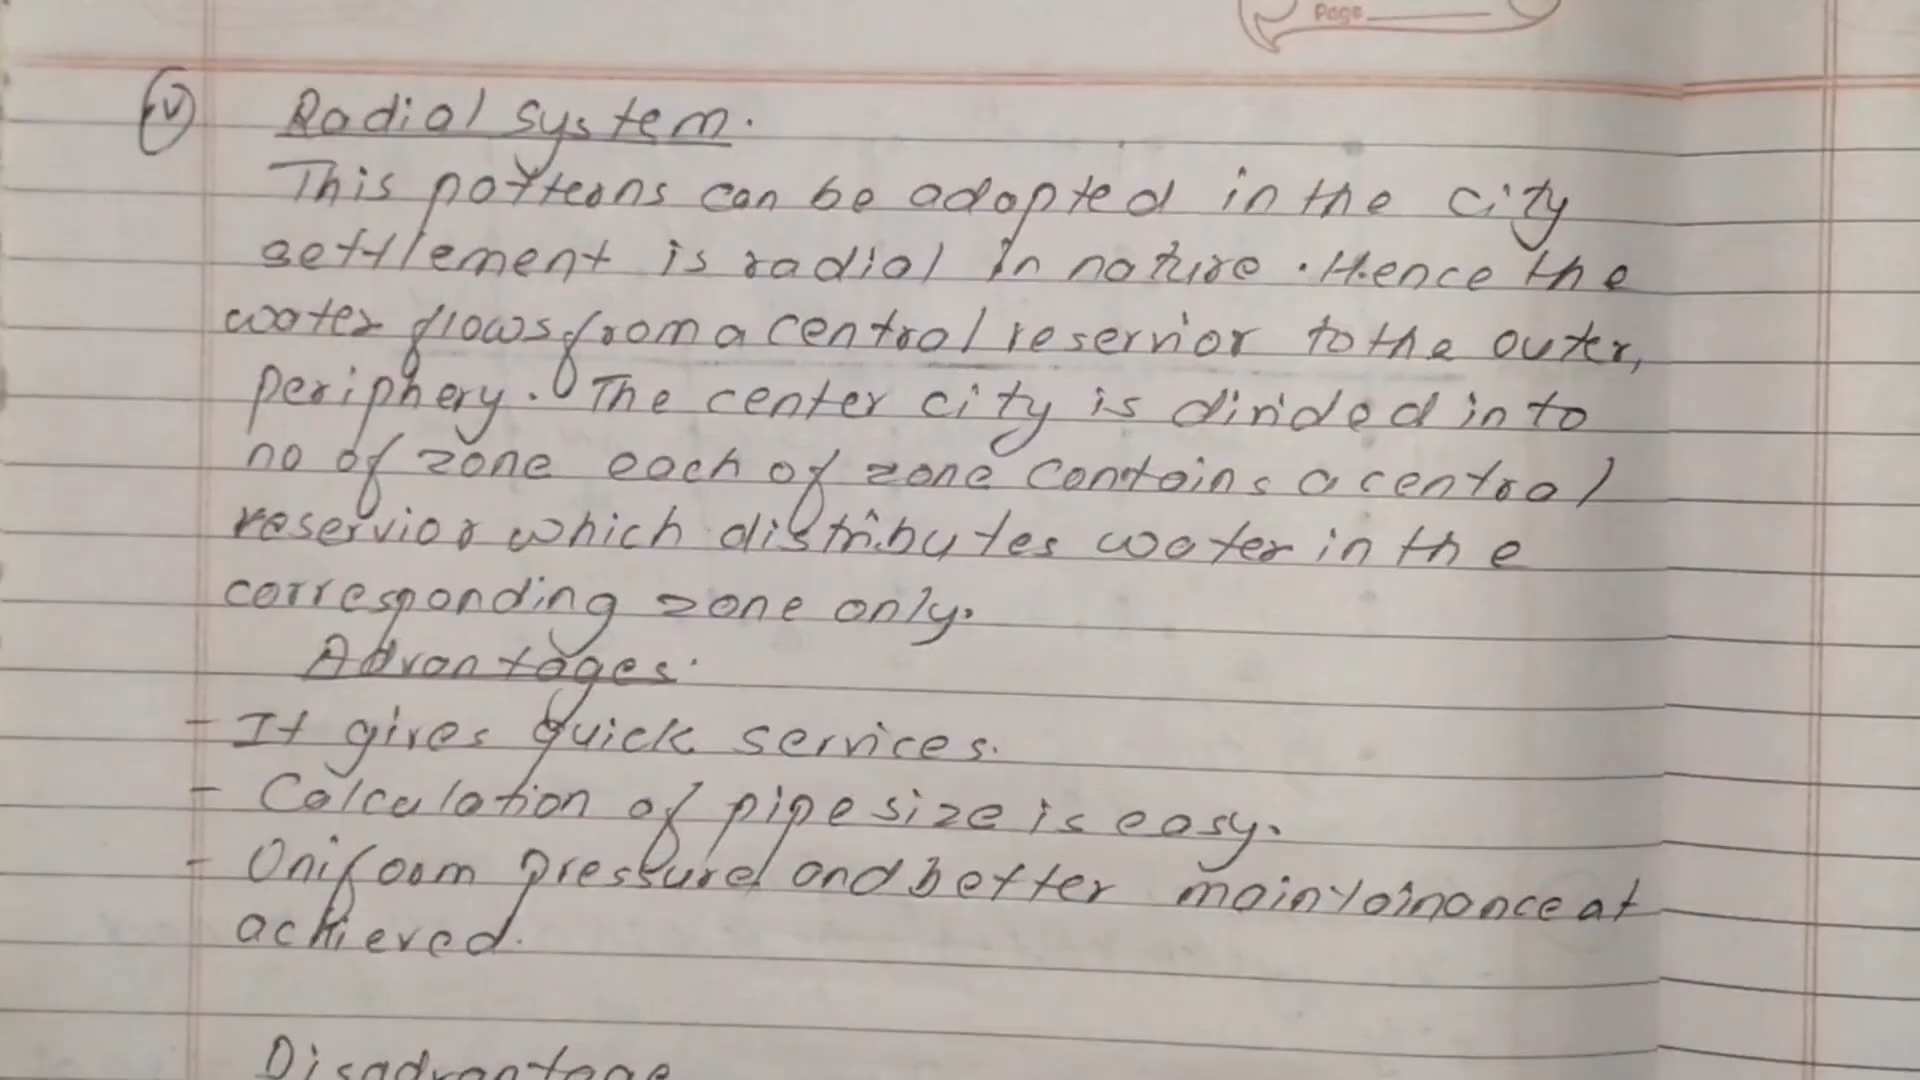 Page
(v) Radial system.
This patterns can be adopted in the city
settlement is radial in nature. Hence the
water flows from a central reservior to the outer,
periphery. The center city is divided into
no of zone each of zone contains a central
reservior which distributes water in the
corresponding zone only.
Advantages:
- It gives quick services.
- Calculation of pipe size is easy.
- Uniform pressure and better maintainance at
achieved.
Disadvantage